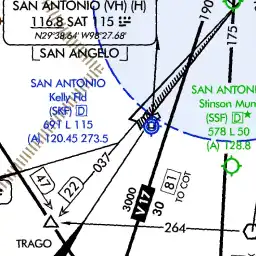 SAN ANTONIO (VH) (H)
116.8 SAT 115
N29°38.64' W98°27.68'
SAN ANGELO
190
175
SAN ANTONIO
Kelly Fld
(SKF) D
691 L 115
(A) 120.45 273.5
SAN ANTONIO
Stinson Mun
(SSF) D*
578 L 50
(A) 128.8
037
47
22
3000
V17
30
81
TO COT
264
TRAGO